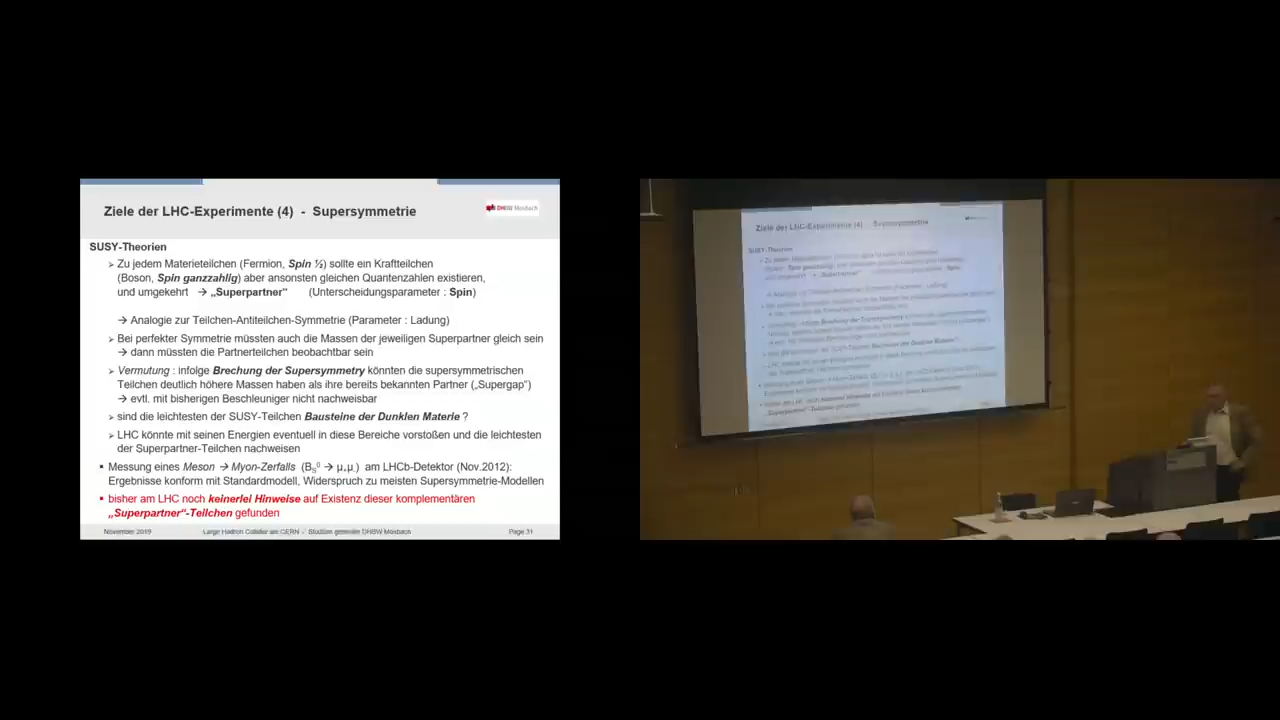 Ziele der LHC-Experimente (4) - Supersymmetrie
DHBW Mosbach
SUSY-Theorien
➢ Zu jedem Materieteilchen (Fermion, Spin ½) sollte ein Kraftteilchen
(Boson, Spin ganzzahlig) aber ansonsten gleichen Quantenzahlen existieren,
und umgekehrt → „Superpartner“ (Unterscheidungsparameter : Spin)
→ Analogie zur Teilchen-Antiteilchen-Symmetrie (Parameter : Ladung)
➢ Bei perfekter Symmetrie müssten auch die Massen der jeweiligen Superpartner gleich sein
→ dann müssten die Partnerteilchen beobachtbar sein
➢ Vermutung : infolge Brechung der Supersymmetry könnten die supersymmetrischen
Teilchen deutlich höhere Massen haben als ihre bereits bekannten Partner („Supergap“)
→ evtl. mit bisherigen Beschleuniger nicht nachweisbar
➢ sind die leichtesten der SUSY-Teilchen Bausteine der Dunklen Materie ?
➢ LHC könnte mit seinen Energien eventuell in diese Bereiche vorstoßen und die leichtesten
der Superpartner-Teilchen nachweisen
▪ Messung eines Meson → Myon-Zerfalls (Bs⁰ → μ+μ-) am LHCb-Detektor (Nov.2012):
Ergebnisse konform mit Standardmodell, Widerspruch zu meisten Supersymmetrie-Modellen
▪ bisher am LHC noch keinerlei Hinweise auf Existenz dieser komplementären
„Superpartner“-Teilchen gefunden
November 2019 Large Hadron Collider am CERN / Studium generale DHBW Mosbach Page 31
Ziele der LHC-Experimente (4) - Supersymmetrie
SUSY-Theorien